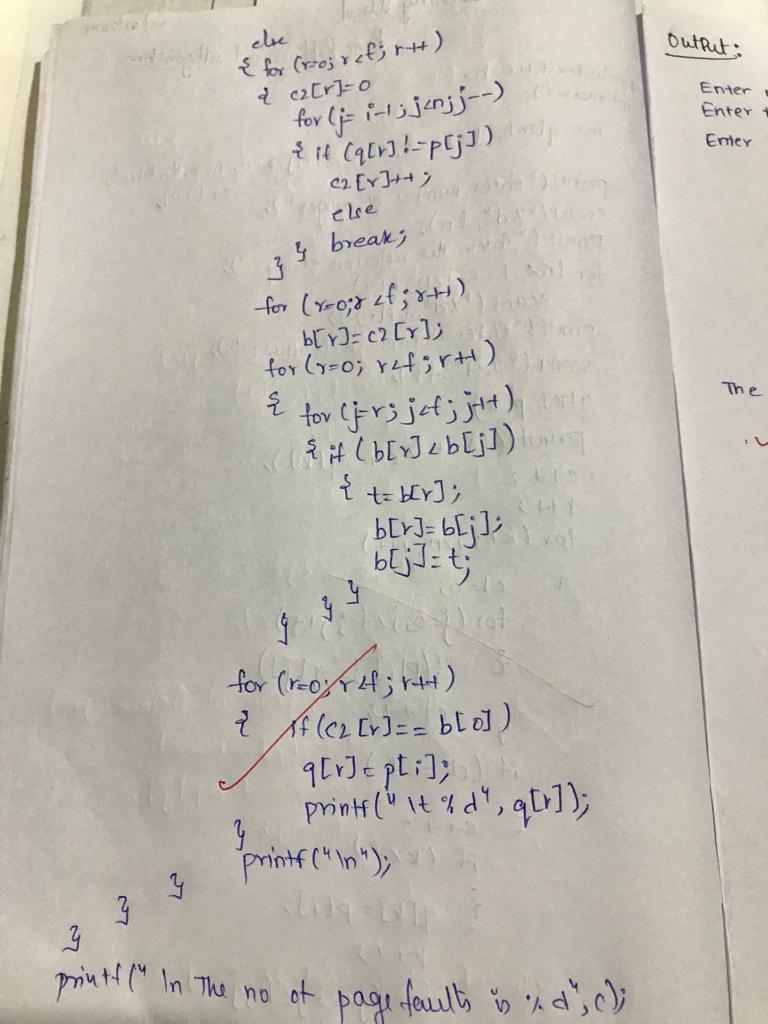 else
{ for (r=0; r<f; r++)
{ c2[r]=0
for (j=i-1; j<n; j--)
{ if (q[r]!=p[j])
c2[r]++;
else
break;
} }
for (r=0; r<f; r++)
b[r]=c2[r];
for (r=0; r<f; r++)
{ for (j=r; j<f; j++)
{ if (b[r]<b[j])
{ t=b[r];
b[r]=b[j];
b[j]=t;
} } }
for (r=0; r<f; r++)
{ if(c2[r]==b[0])
q[r]=p[i];
printf("\t%d", q[r]);
}
printf("\n");
}
}
}
printf("\n The no of page faults is %d", c);
Output:
Enter
Enter
Enter
The